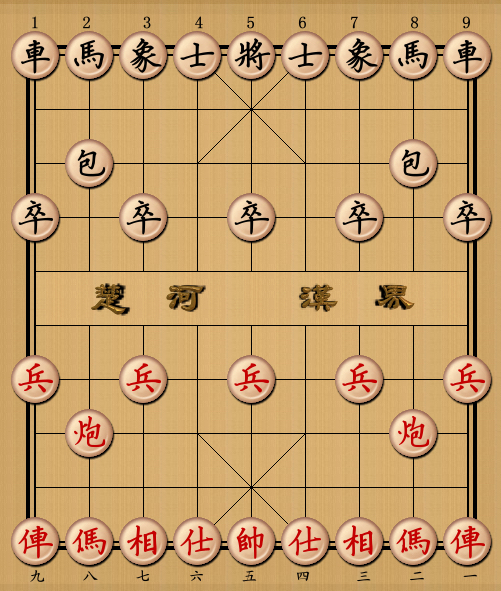 1 2 3 4 5 6 7 8 9
車 馬 象 士 將 士 象 馬 車
包 包
卒 卒 卒 卒 卒
楚 河 漢 界
兵 兵 兵 兵 兵
炮 炮
俥 傌 相 仕 帥 仕 相 傌 俥
九 八 七 六 五 四 三 二 一